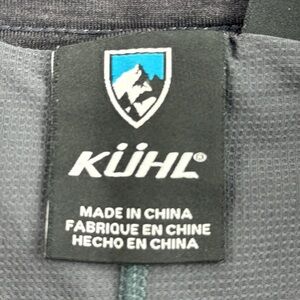 KÜHL®
MADE IN CHINA
FABRIQUE EN CHINE
HECHO EN CHINA